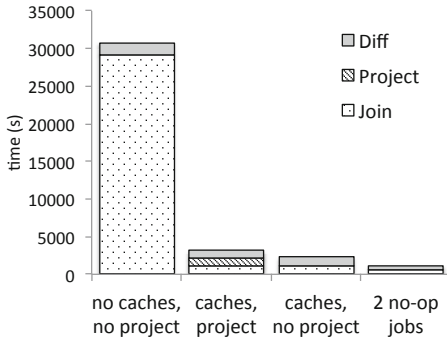 35000
30000
25000
20000
15000
10000
5000
0
time (s)
Diff
Project
Join
no caches,
no project
caches,
project
caches,
no project
2 no-op
jobs